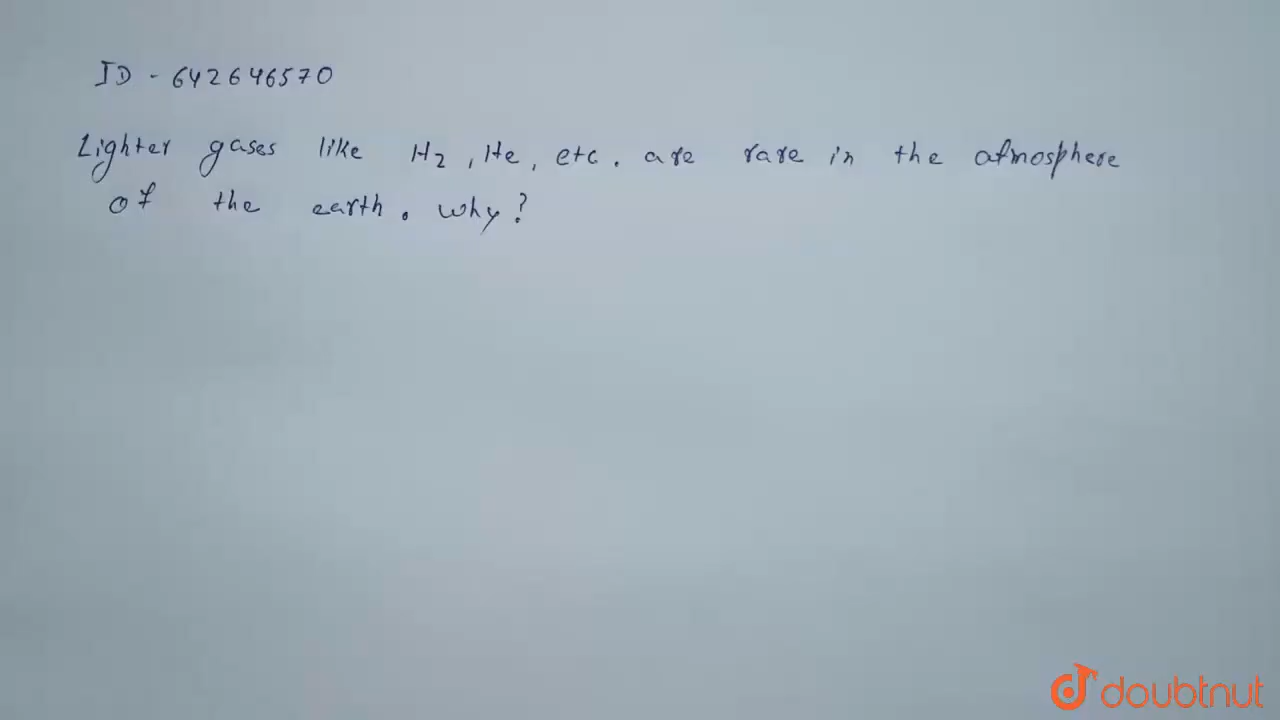 ID - 642646570
Lighter gases like H2, He, etc. are rare in the atmosphere
of the earth. why?
doubtnut